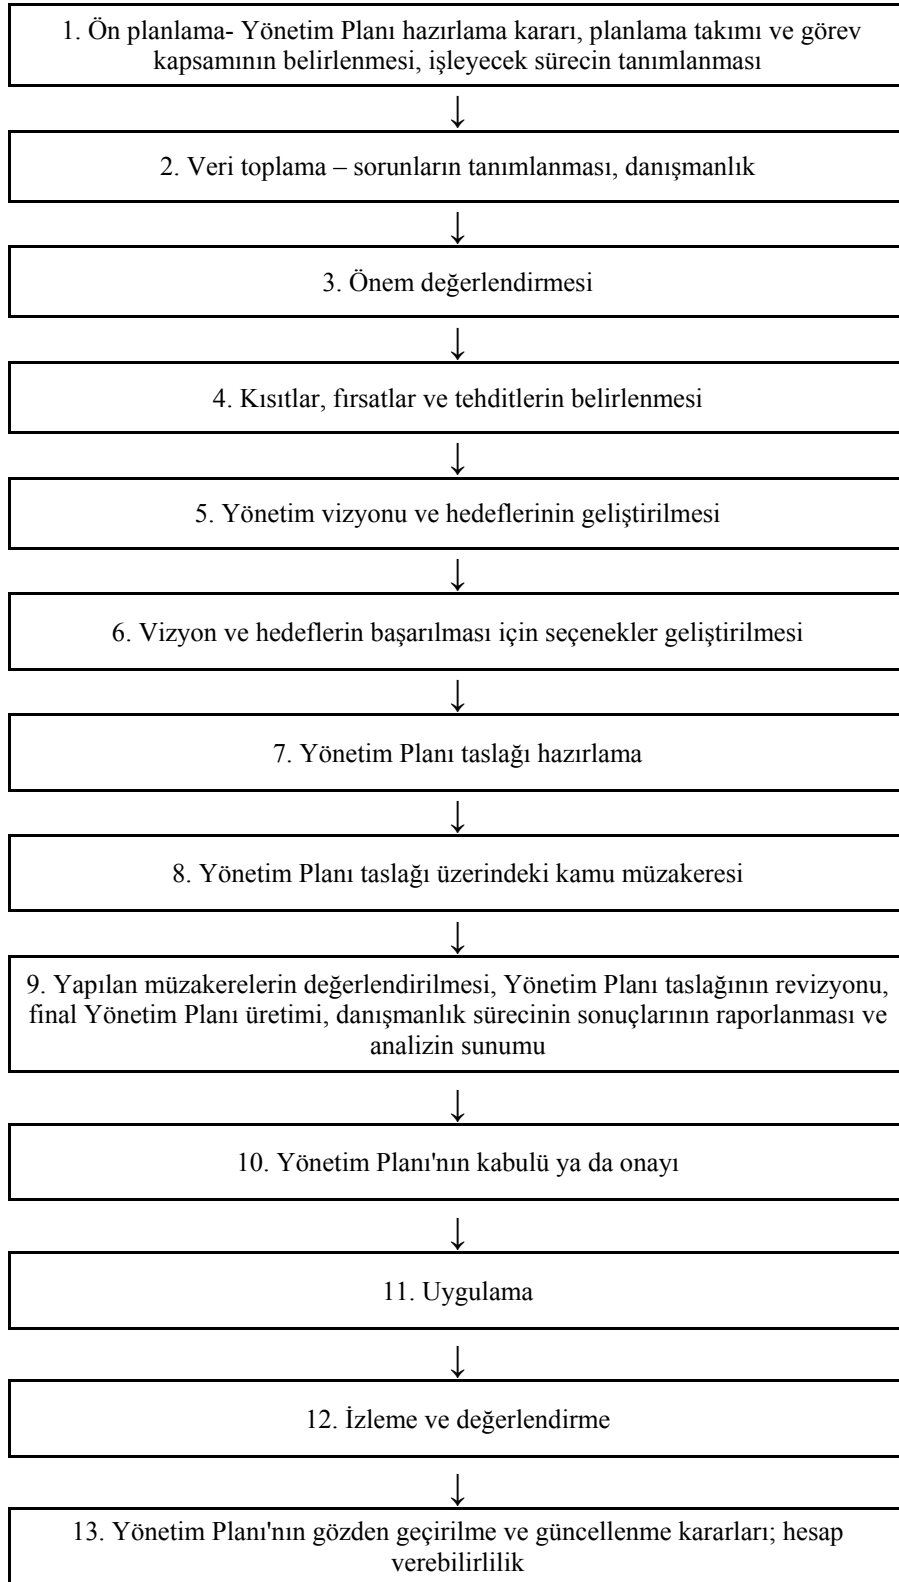 1. Ön planlama- Yönetim Planı hazırlama kararı, planlama takımı ve görev
kapsamının belirlenmesi, işleyecek sürecin tanımlanması
↓
2. Veri toplama – sorunların tanımlanması, danışmanlık
↓
3. Önem değerlendirmesi
↓
4. Kısıtlar, fırsatlar ve tehditlerin belirlenmesi
↓
5. Yönetim vizyonu ve hedeflerinin geliştirilmesi
↓
6. Vizyon ve hedeflerin başarılması için seçenekler geliştirilmesi
↓
7. Yönetim Planı taslağı hazırlama
↓
8. Yönetim Planı taslağı üzerindeki kamu müzakeresi
↓
9. Yapılan müzakerelerin değerlendirilmesi, Yönetim Planı taslağının revizyonu,
final Yönetim Planı üretimi, danışmanlık sürecinin sonuçlarının raporlanması ve
analizin sunumu
↓
10. Yönetim Planı'nın kabulü ya da onayı
↓
11. Uygulama
↓
12. İzleme ve değerlendirme
↓
13. Yönetim Planı'nın gözden geçirilme ve güncellenme kararları; hesap
verebilirlilik